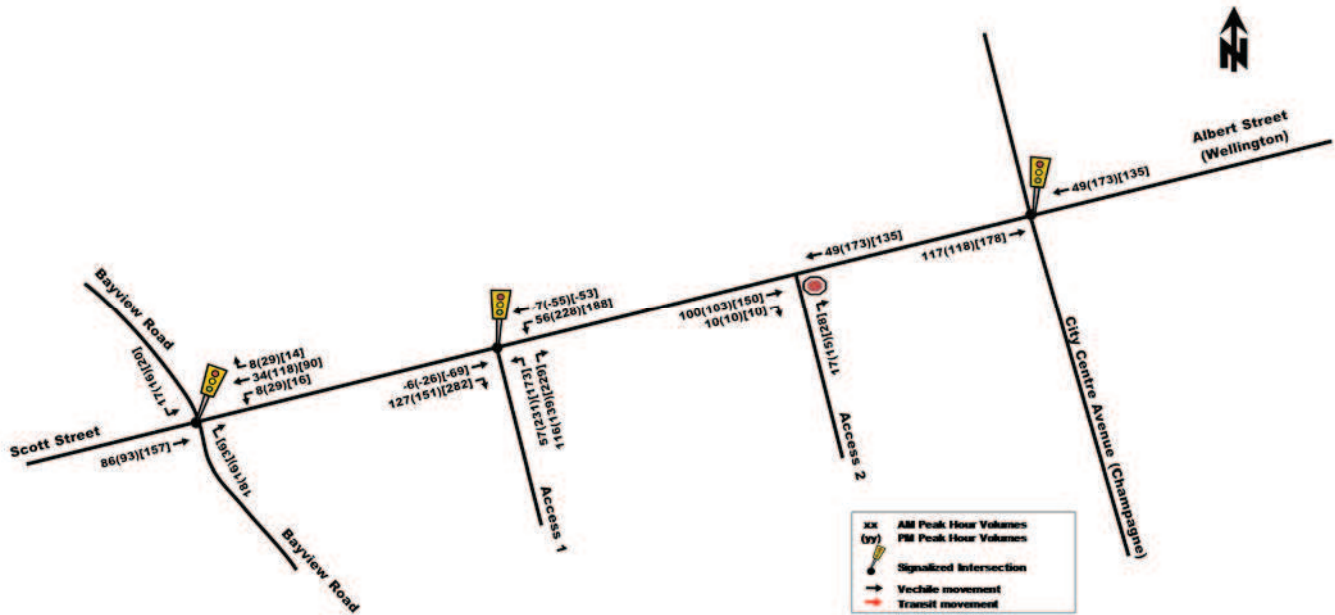 N
Albert Street
(Wellington)
49(173)[135]
49(173)[135]
117(118)[178]
Bayview Road
-7(-55)[-53]
56(228)[188]
100(103)[150]
10(10)[10]
17(15)[28]
City Centre Avenue (Champagne)
8(29)[14]
34(118)[90]
8(29)[16]
17(16)[20]
-6(-26)[-69]
127(151)[282]
57(231)[173]
116(139)[229]
Scott Street
86(93)[157]
18(16)[36]
Access 2
Access 1
Bayview Road
xx AM Peak Hour Volumes
(yy) PM Peak Hour Volumes
Signalized Intersection
Vechile movement
Transit movement